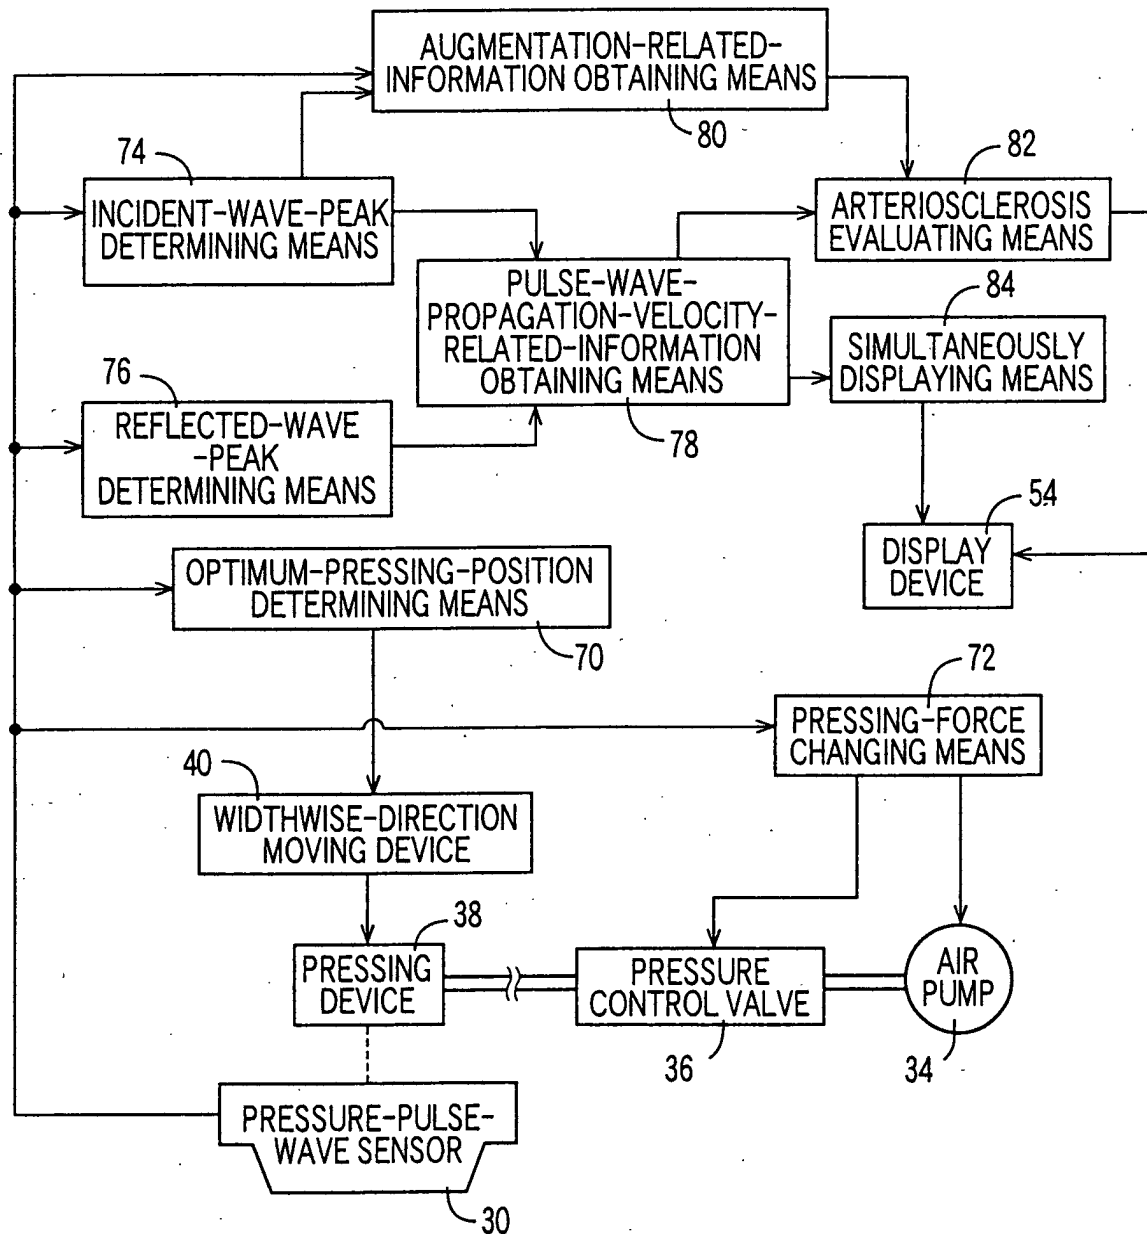 AUGMENTATION-RELATED-
INFORMATION OBTAINING MEANS
80
74
INCIDENT-WAVE-PEAK
DETERMINING MEANS
82
ARTERIOSCLEROSIS
EVALUATING MEANS
PULSE-WAVE-
PROPAGATION-VELOCITY-
RELATED-INFORMATION
OBTAINING MEANS
78
84
SIMULTANEOUSLY
DISPLAYING MEANS
76
REFLECTED-WAVE
-PEAK
DETERMINING MEANS
54
DISPLAY
DEVICE
OPTIMUM-PRESSING-POSITION
DETERMINING MEANS
70
72
PRESSING-FORCE
CHANGING MEANS
40
WIDTHWISE-DIRECTION
MOVING DEVICE
38
PRESSING
DEVICE
PRESSURE
CONTROL VALVE
36
AIR
PUMP
34
PRESSURE-PULSE-
WAVE SENSOR
30